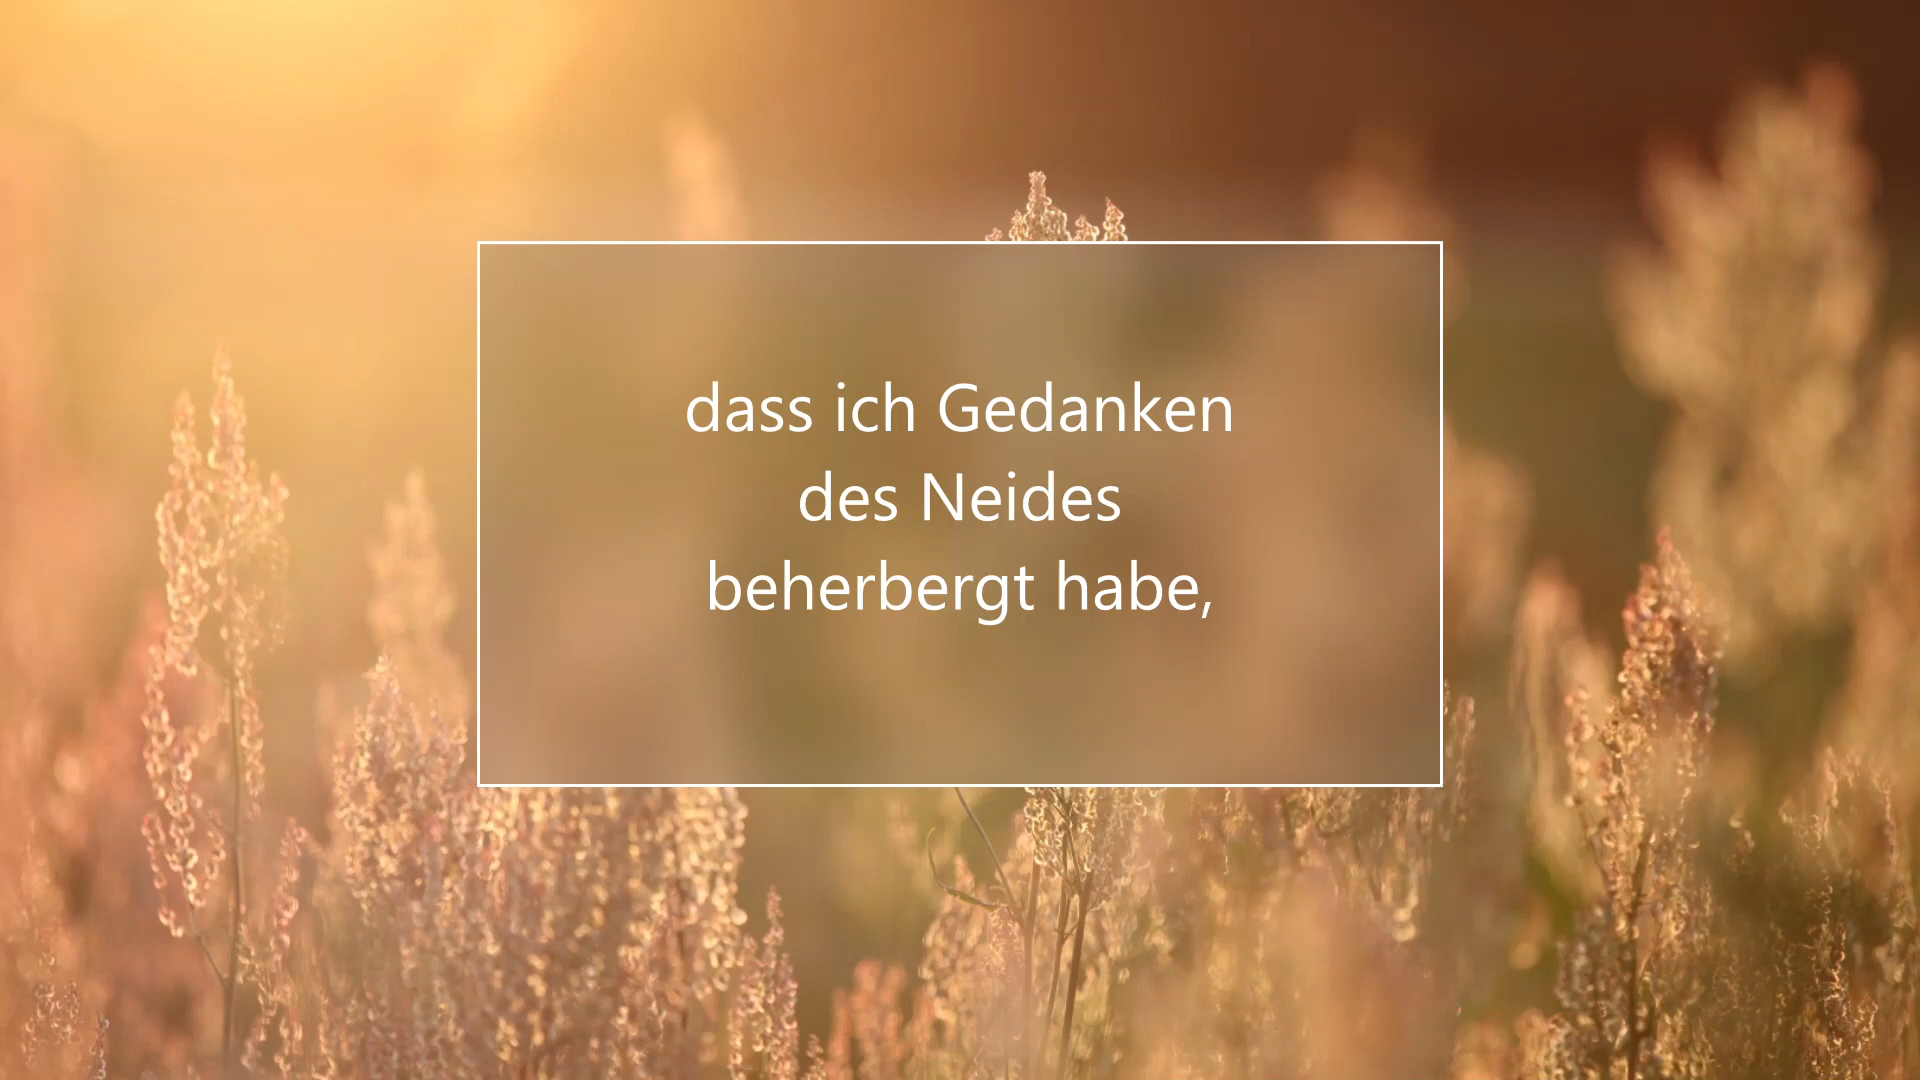 dass ich Gedanken
des Neides
beherbergt habe,